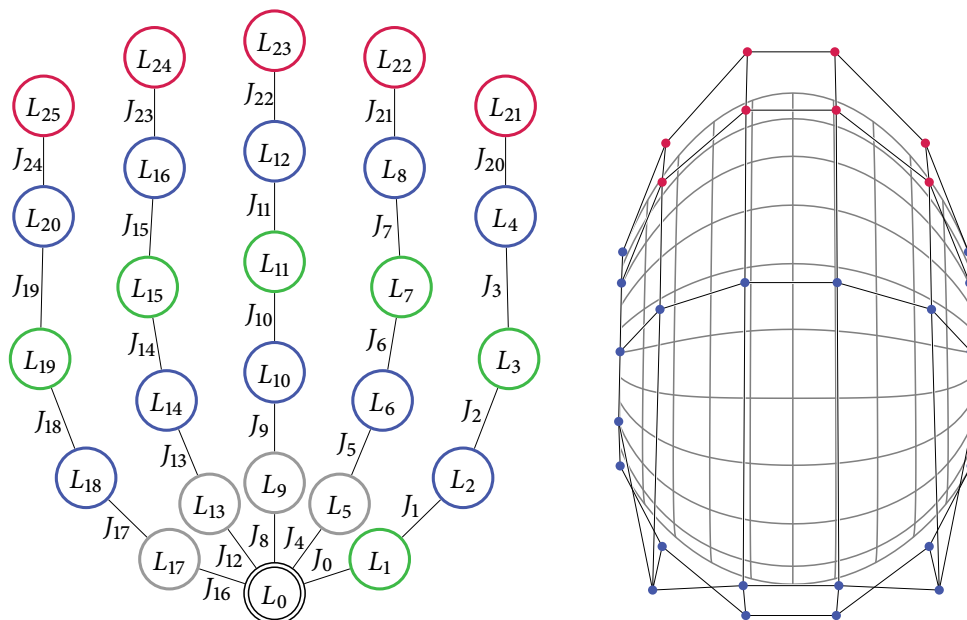 L₂₃
L₂₄ L₂₂
J₂₂
L₂₅ J₂₃ J₂₁ L₂₁
L₁₂
J₂₄ L₁₆ L₈ J₂₀
J₁₁
L₂₀ J₁₅ J₇ L₄
L₁₁
J₁₉ L₁₅ L₇ J₃
J₁₀
J₁₄ J₆
L₁₉ L₁₀ L₃
L₁₄ L₆
J₁₈ J₉ J₂
J₁₃ J₅
L₁₈ L₉ L₂
L₁₃ L₅
J₁₇ J₁
J₁₂ J₈ J₄
L₁₇ J₀ L₁
J₁₆ L₀